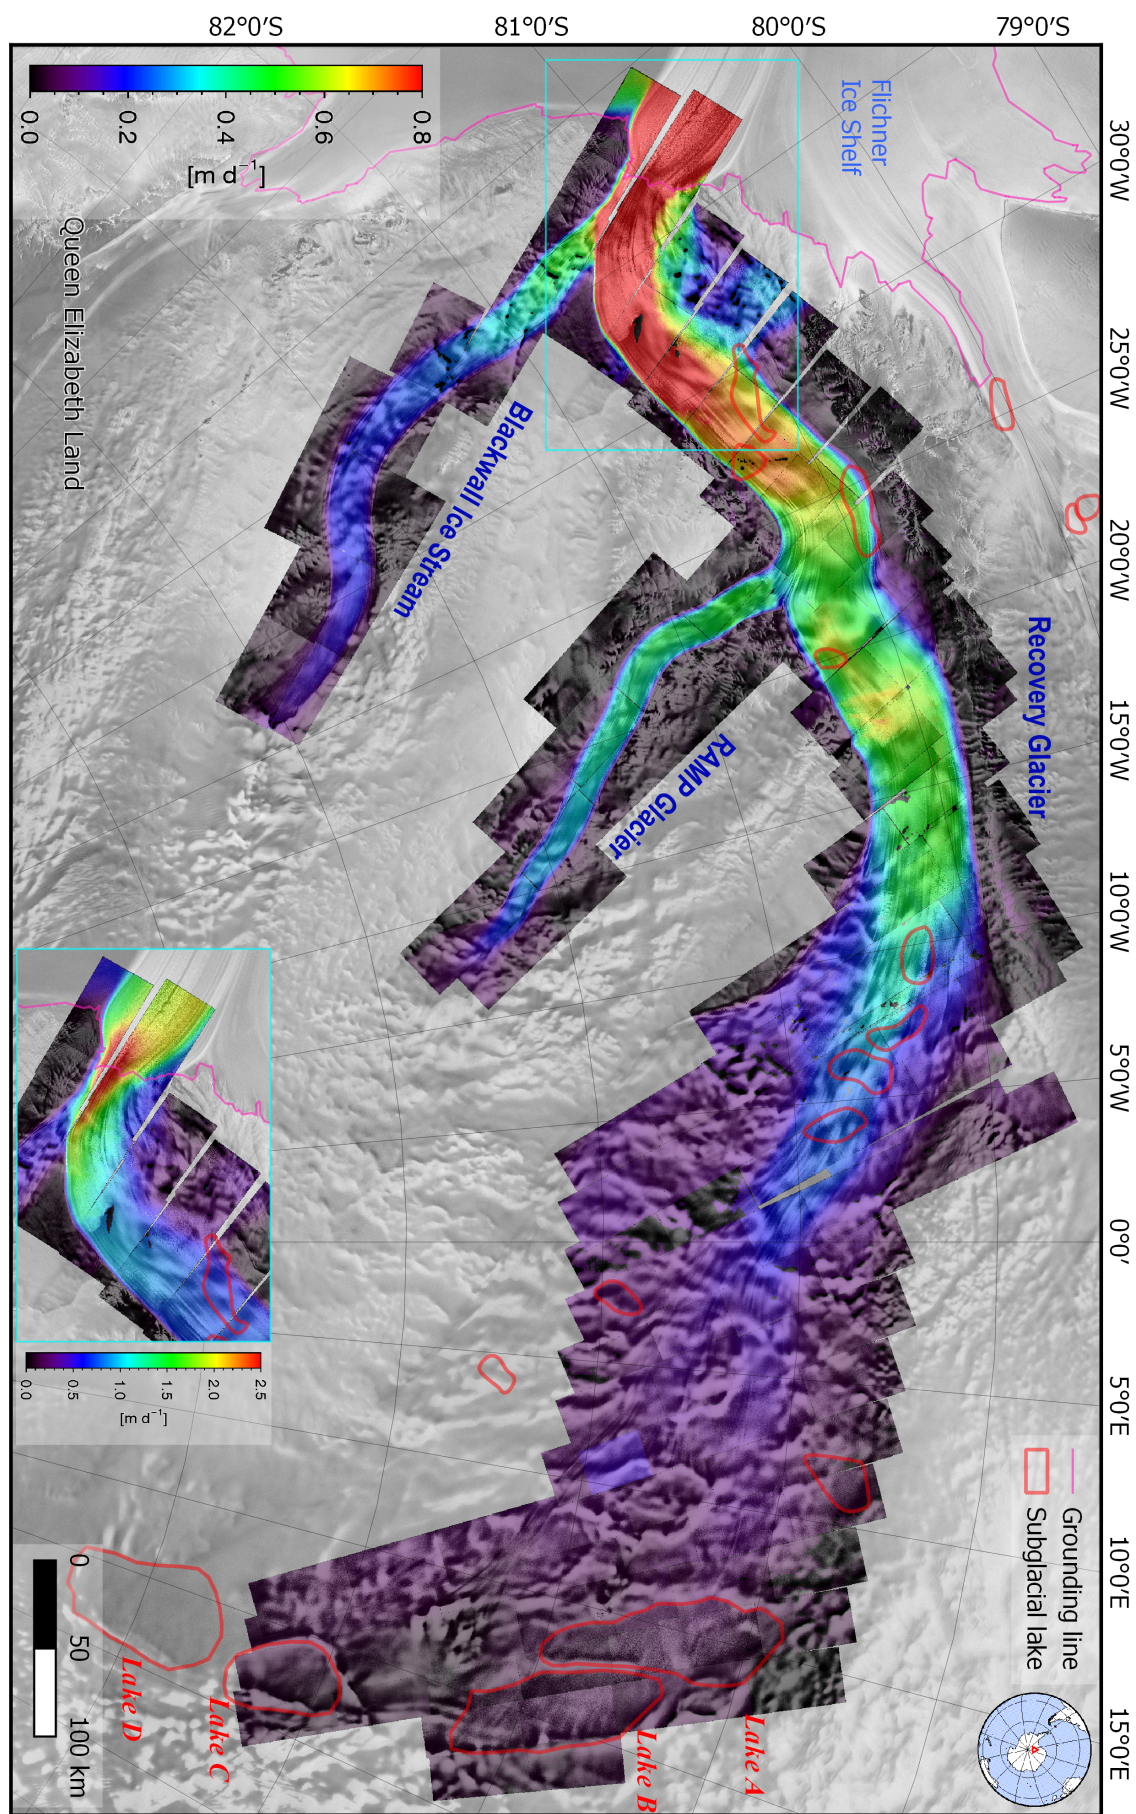 82°0'S
81°0'S
80°0'S
79°0'S
30°0'W
25°0'W
20°0'W
15°0'W
10°0'W
5°0'W
0°0'
5°0'E
10°0'E
15°0'E
0.0
0.2
0.4
0.6
0.8
[m d⁻¹]
Flichner
Ice Shelf
Queen Elizabeth Land
Blackwall Ice Stream
RAMP Glacier
Recovery Glacier
0.0
0.5
1.0
1.5
2.0
2.5
[m d⁻¹]
Grounding line
Subglacial lake
Lake A
Lake B
Lake C
Lake D
0
50
100 km